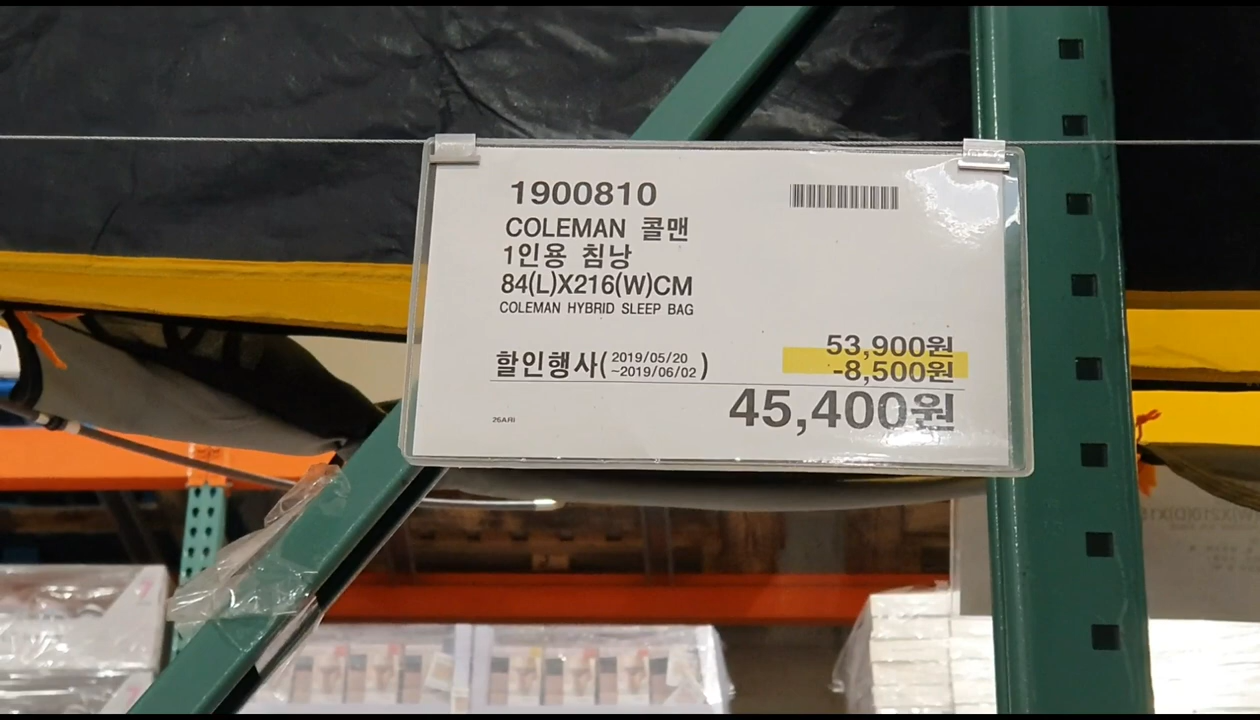 1900810
COLEMAN 콜맨
1인용 침낭
84(L)X216(W)CM
COLEMAN HYBRID SLEEP BAG
53,900원
할인행사( 2019/05/20 ~2019/06/02 )
-8,500원
45,400원